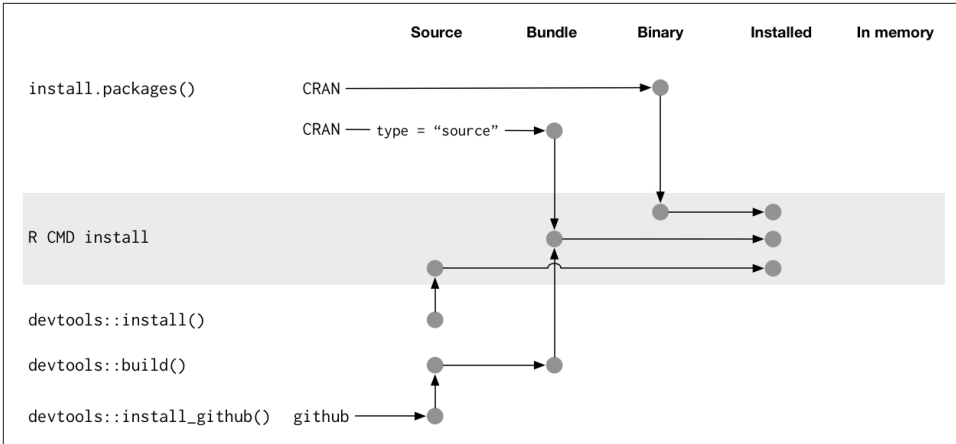 Source Bundle Binary Installed In memory
install.packages() CRAN
CRAN type = “source”
R CMD install
devtools::install()
devtools::build()
devtools::install_github() github